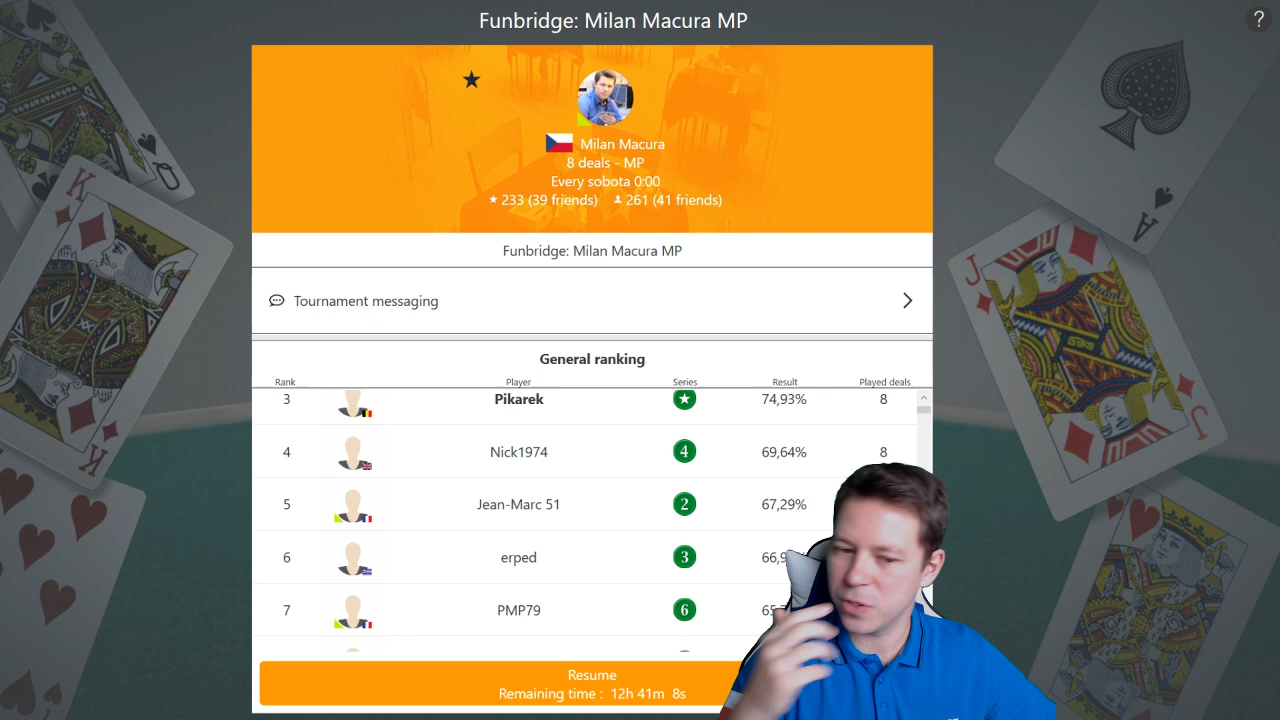 Funbridge: Milan Macura MP
?
Milan Macura
8 deals - MP
Every sobota 0:00
★ 233 (39 friends) 261 (41 friends)
Funbridge: Milan Macura MP
Tournament messaging
General ranking
Rank Player Series Result Played deals
3 Pikarek ★ 74,93% 8
4 Nick1974 4 69,64% 8
5 Jean-Marc 51 2 67,29%
6 erped 3
7 PMP79 6
Resume
Remaining time : 12h 41m 8s
K
K
A
J
J